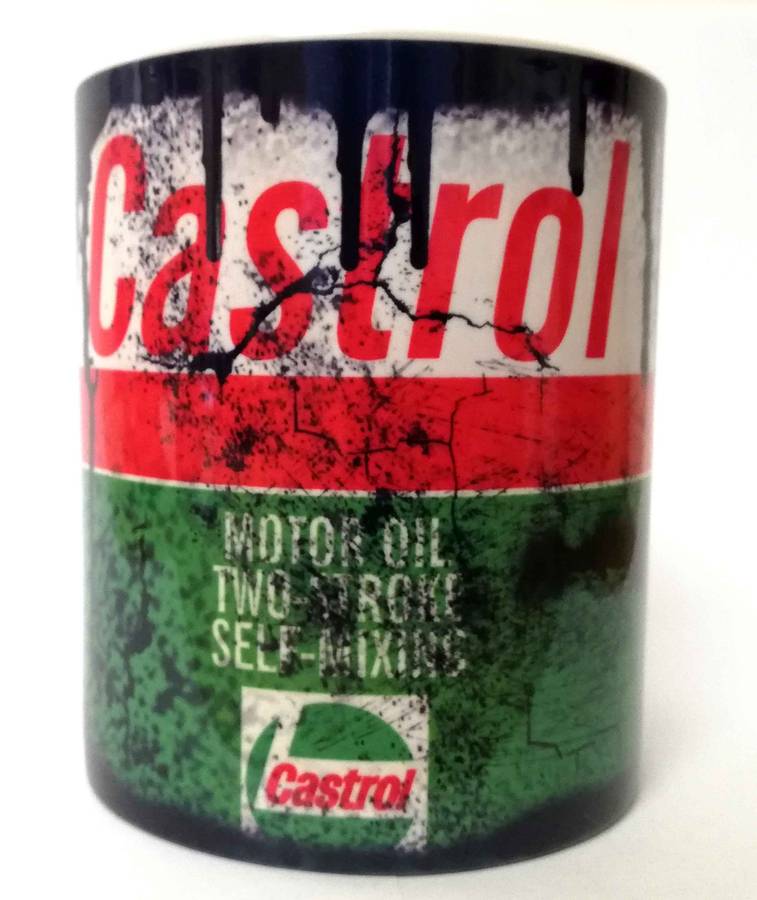 Castrol
MOTOR OIL
TWO-STROKE
SELF-MIXING
Castrol